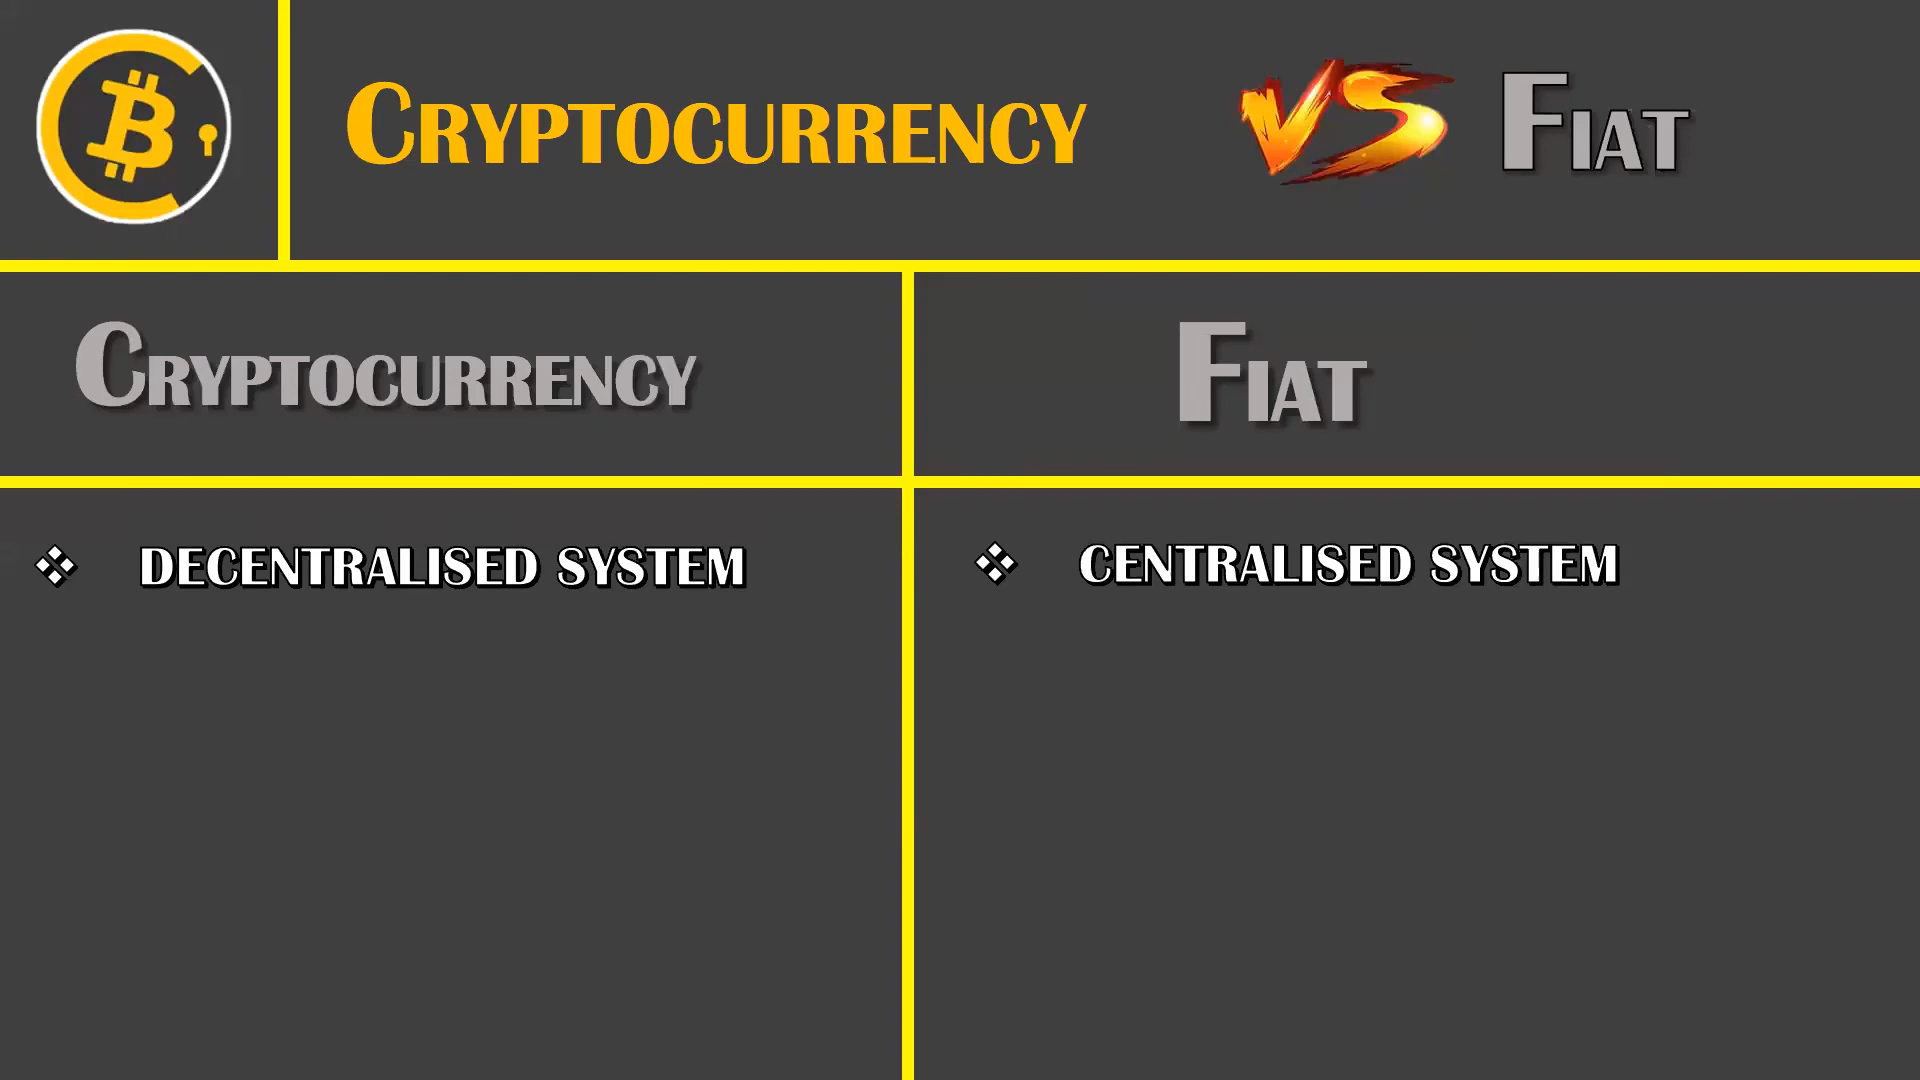 Cryptocurrency VS Fiat
Cryptocurrency
Fiat
❖ DECENTRALISED SYSTEM
❖ CENTRALISED SYSTEM